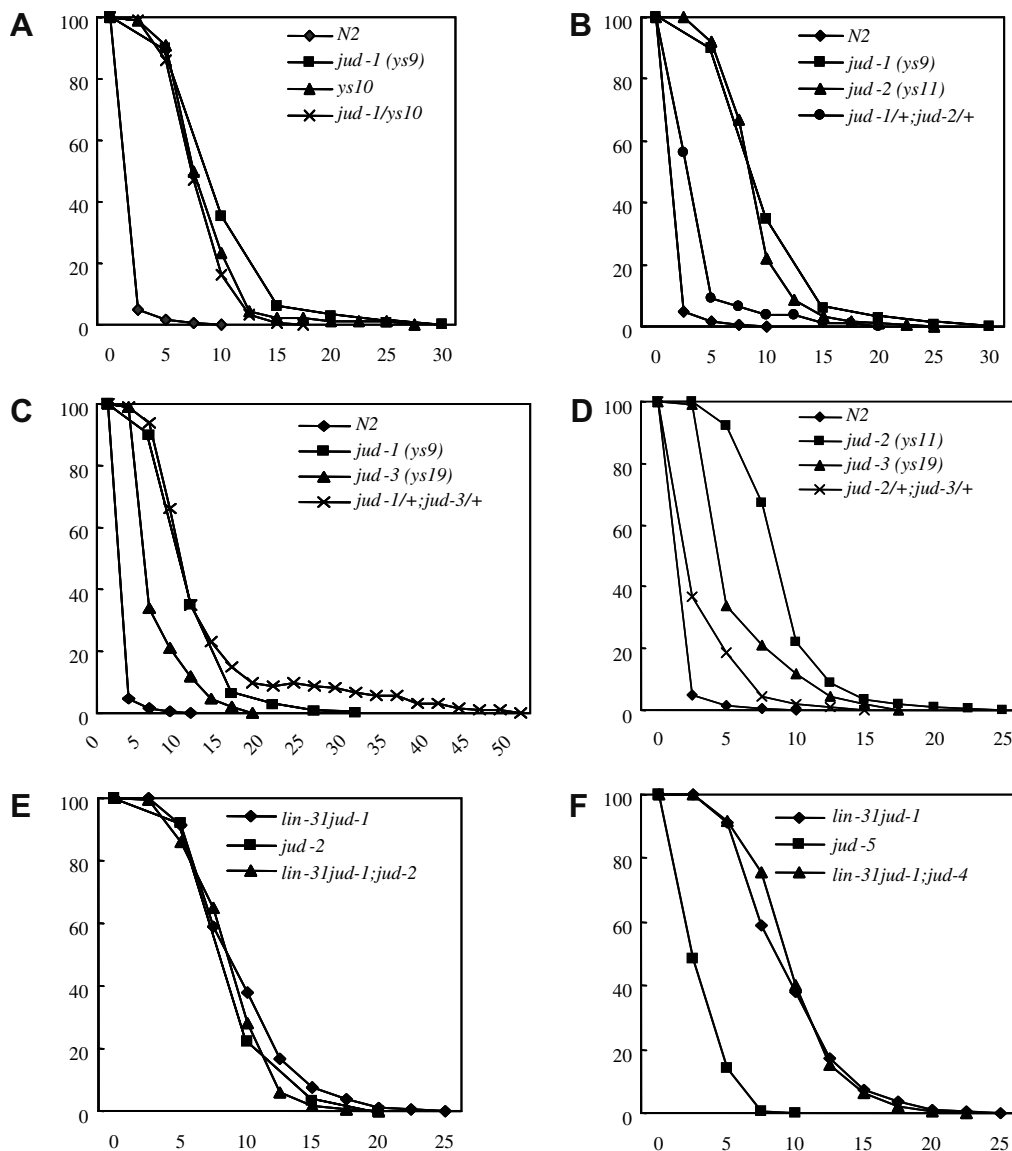 A
100
80
60
40
20
0
0 5 10 15 20 25 30
N2
jud-1 (ys9)
ys10
jud-1/ys10
B
100
80
60
40
20
0
0 5 10 15 20 25 30
N2
jud-1 (ys9)
jud-2 (ys11)
jud-1/+;jud-2/+
C
100
80
60
40
20
0
0 5 10 15 20 25 30 35 40 45 50
N2
jud-1 (ys9)
jud-3 (ys19)
jud-1/+;jud-3/+
D
100
80
60
40
20
0
0 5 10 15 20 25
N2
jud-2 (ys11)
jud-3 (ys19)
jud-2/+;jud-3/+
E
100
80
60
40
20
0
0 5 10 15 20 25
lin-31jud-1
jud-2
lin-31jud-1;jud-2
F
100
80
60
40
20
0
0 5 10 15 20 25
lin-31jud-1
jud-5
lin-31jud-1;jud-4